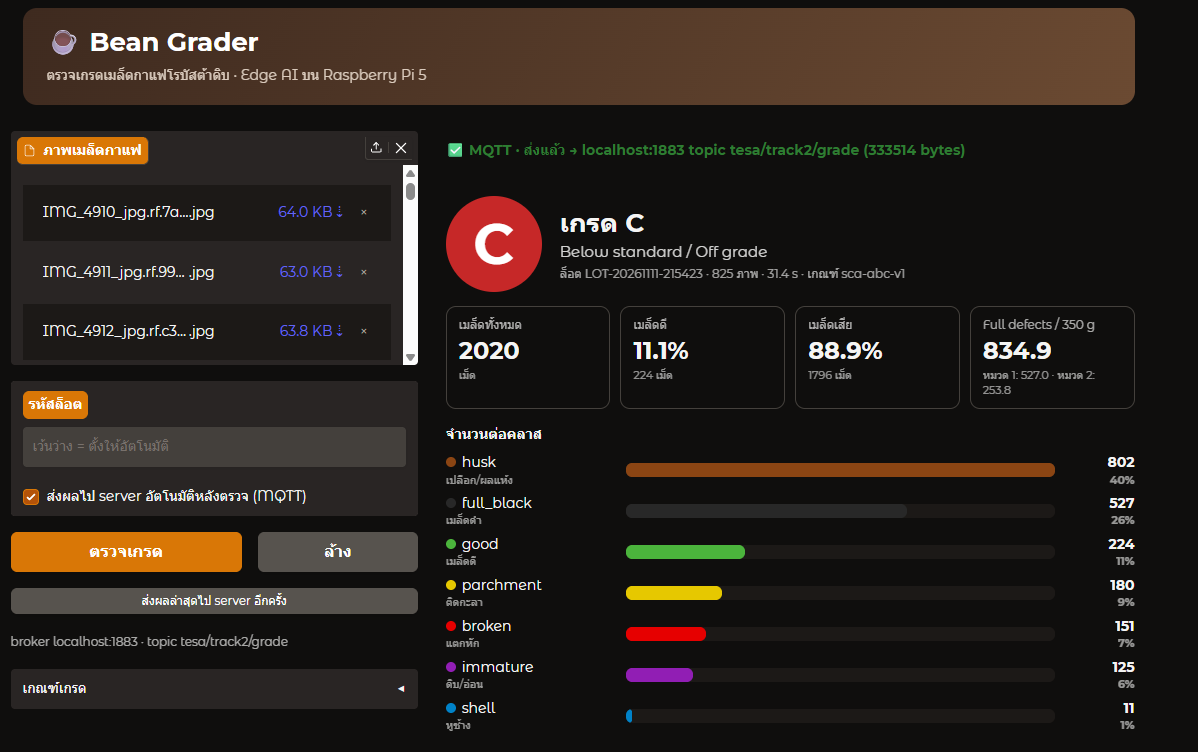 Bean Grader
ตรวจเกรดเมล็ดกาแฟโรบัสต้าดิบ · Edge AI บน Raspberry Pi 5
ภาพเมล็ดกาแฟ
IMG_4910_jpg.rf.7a....jpg 64.0 KB ⇣ ×
IMG_4911_jpg.rf.99... .jpg 63.0 KB ⇣ ×
IMG_4912_jpg.rf.c3... .jpg 63.8 KB ⇣ ×
รหัสล็อต
เว้นว่าง = ตั้งให้อัตโนมัติ
ส่งผลไป server อัตโนมัติหลังตรวจ (MQTT)
ตรวจเกรด
ล้าง
ส่งผลล่าสุดไป server อีกครั้ง
broker localhost:1883 · topic tesa/track2/grade
เกณฑ์เกรด
✅ MQTT · ส่งแล้ว → localhost:1883 topic tesa/track2/grade (333514 bytes)
C
เกรด C
Below standard / Off grade
ล็อต LOT-20261111-215423 · 825 ภาพ · 31.4 s · เกณฑ์ sca-abc-v1
เมล็ดทั้งหมด
2020
เม็ด
เมล็ดดี
11.1%
224 เม็ด
เมล็ดเสีย
88.9%
1796 เม็ด
Full defects / 350 g
834.9
หมวด 1: 527.0 · หมวด 2:
253.8
จำนวนต่อคลาส
husk 802
เปลือก/ผลแห้ง 40%
full_black 527
เมล็ดดำ 26%
good 224
เมล็ดดี 11%
parchment 180
ติดกะลา 9%
broken 151
แตกหัก 7%
immature 125
ดิบ/อ่อน 6%
shell 11
หูช้าง 1%